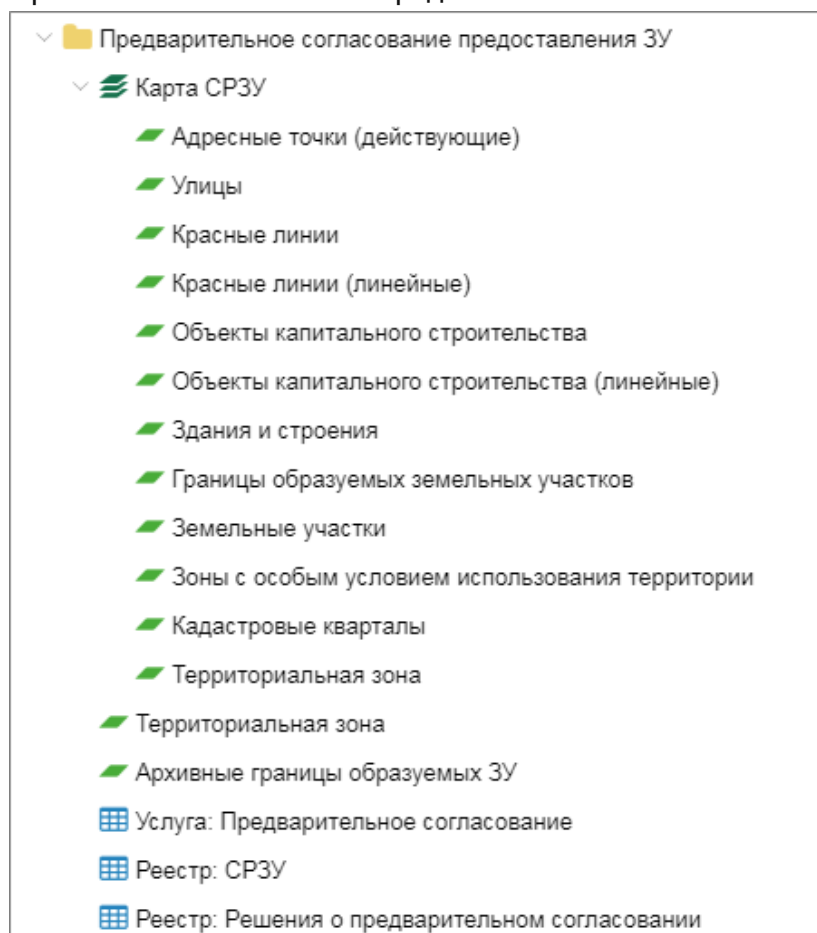 Предварительное согласование предоставления ЗУ
Карта СРЗУ
Адресные точки (действующие)
Улицы
Красные линии
Красные линии (линейные)
Объекты капитального строительства
Объекты капитального строительства (линейные)
Здания и строения
Границы образуемых земельных участков
Земельные участки
Зоны с особым условием использования территории
Кадастровые кварталы
Территориальная зона
Территориальная зона
Архивные границы образуемых ЗУ
Услуга: Предварительное согласование
Реестр: СРЗУ
Реестр: Решения о предварительном согласовании